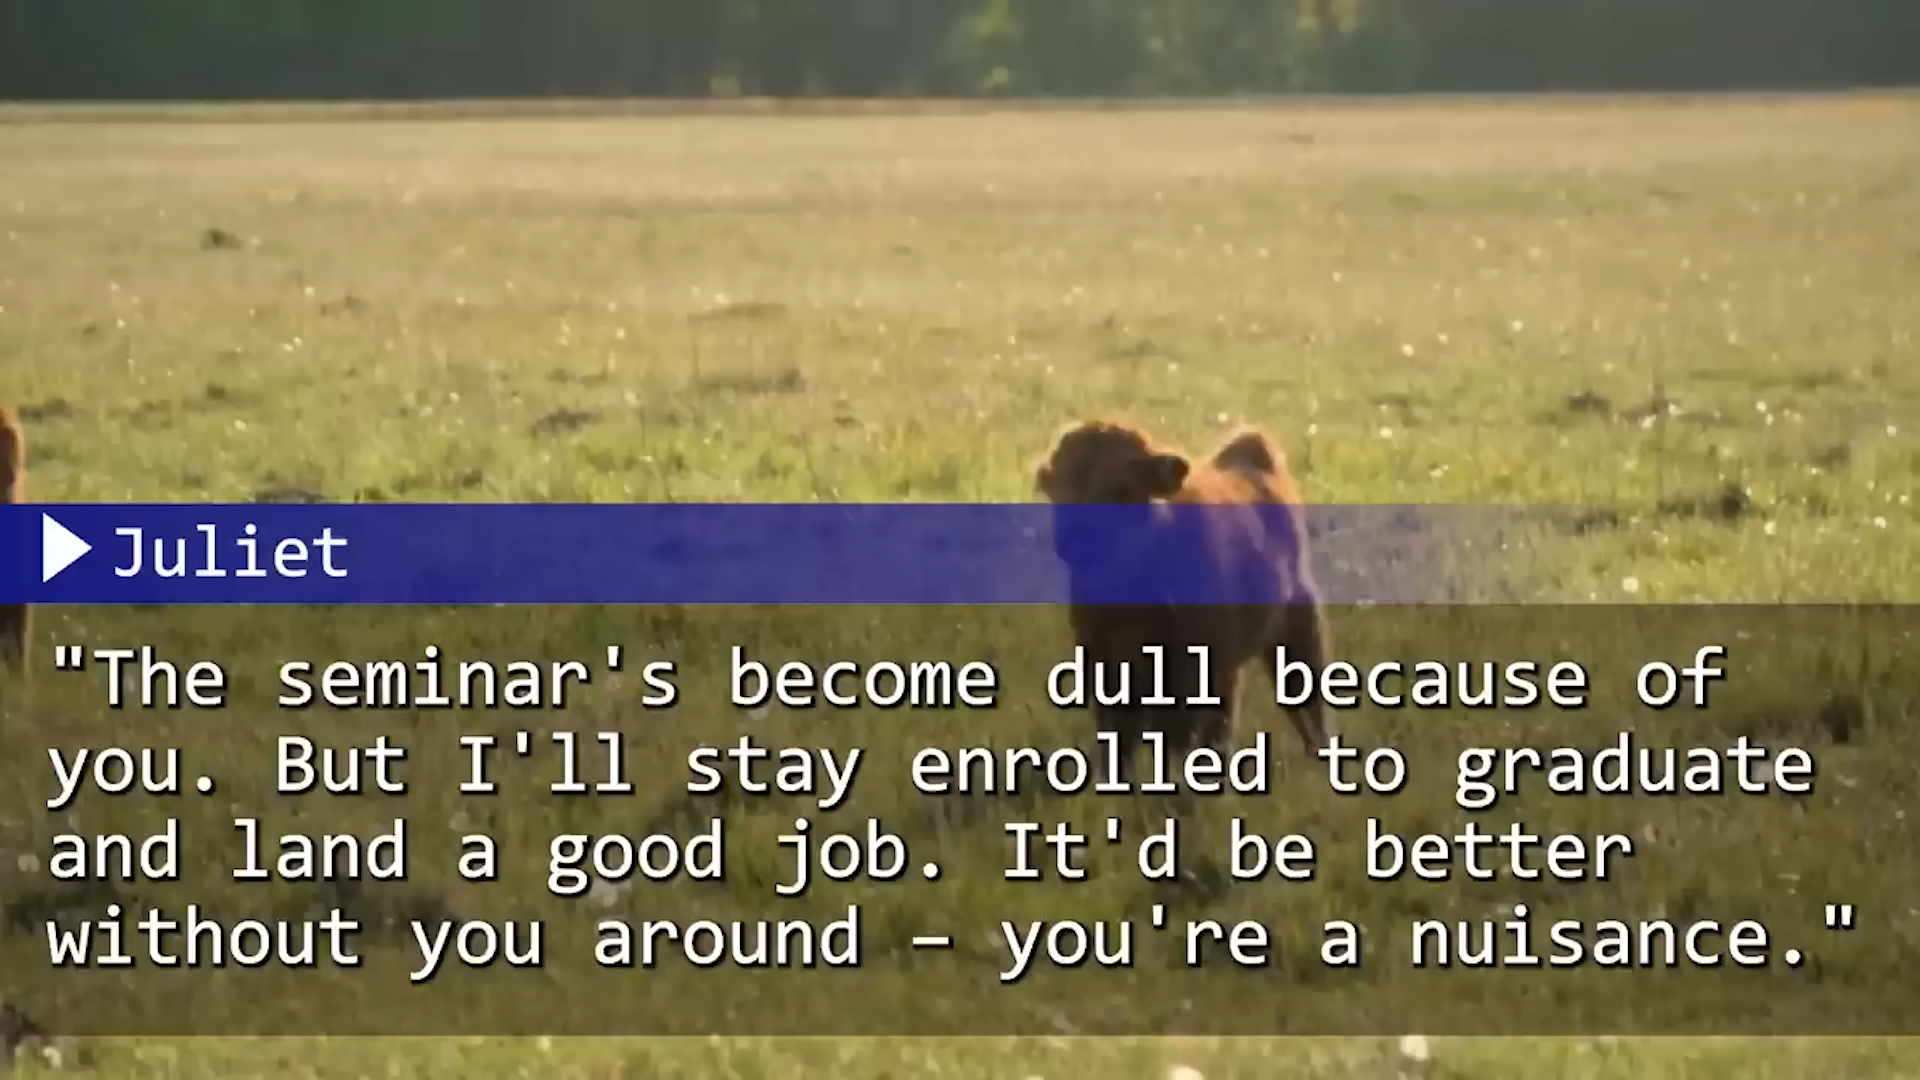 Juliet
"The seminar's become dull because of
you. But I'll stay enrolled to graduate
and land a good job. It'd be better
without you around – you're a nuisance."